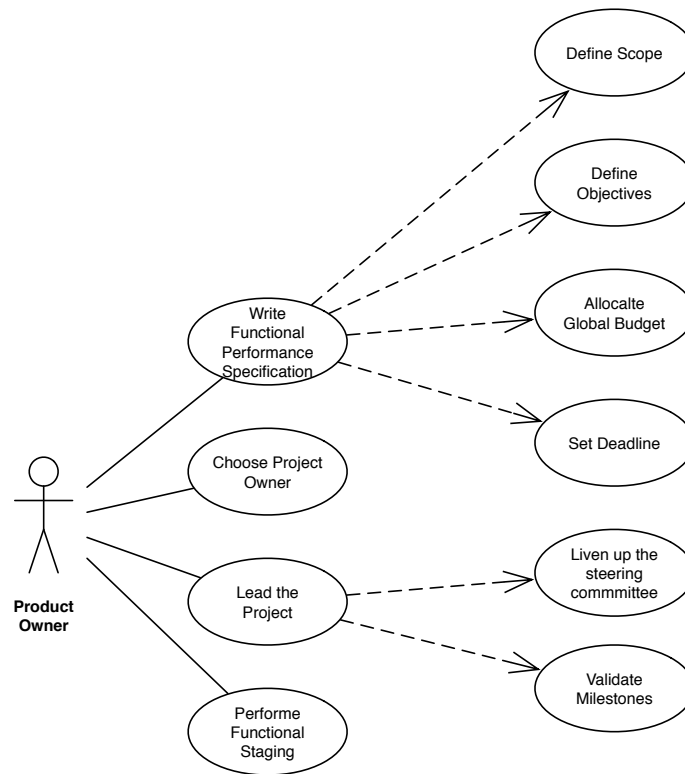 Define Scope
Define
Objectives
Write
Functional
Performance
Specification
Allocalte
Global Budget
Set Deadline
Choose Project
Owner
Product
Owner
Lead the
Project
Liven up the
steering
commmittee
Validate
Milestones
Performe
Functional
Staging